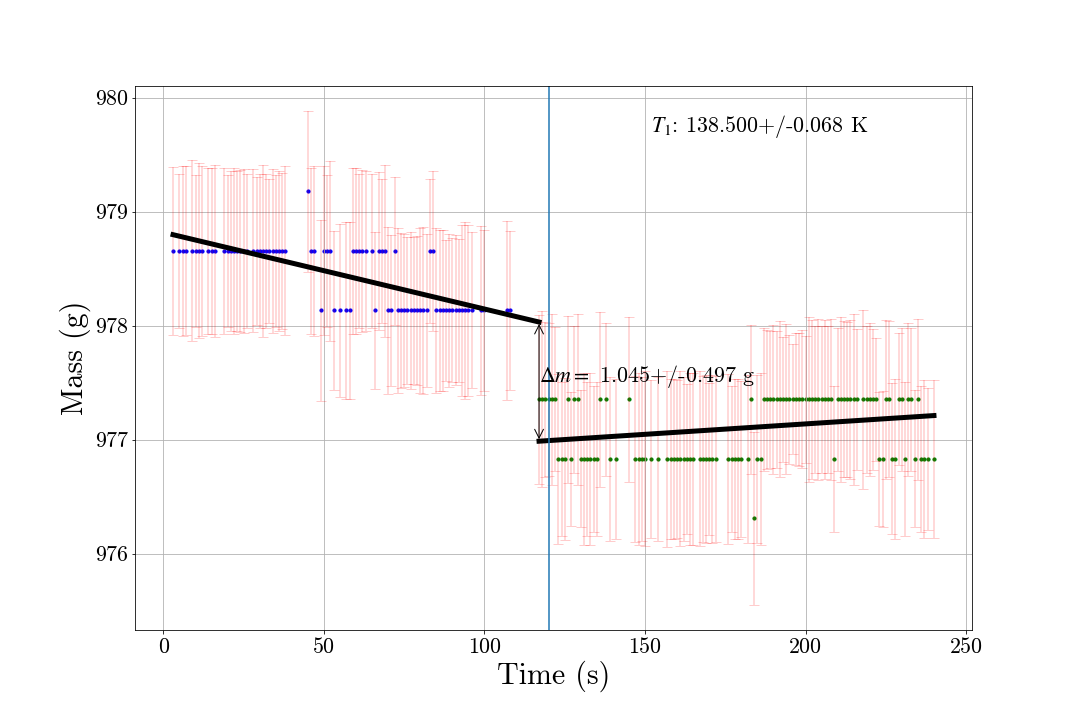 980
979
978
977
976
Mass (g)
T_I: 138.500+/-0.068 K
Δm = 1.045+/-0.497 g
0 50 100 150 200 250
Time (s)